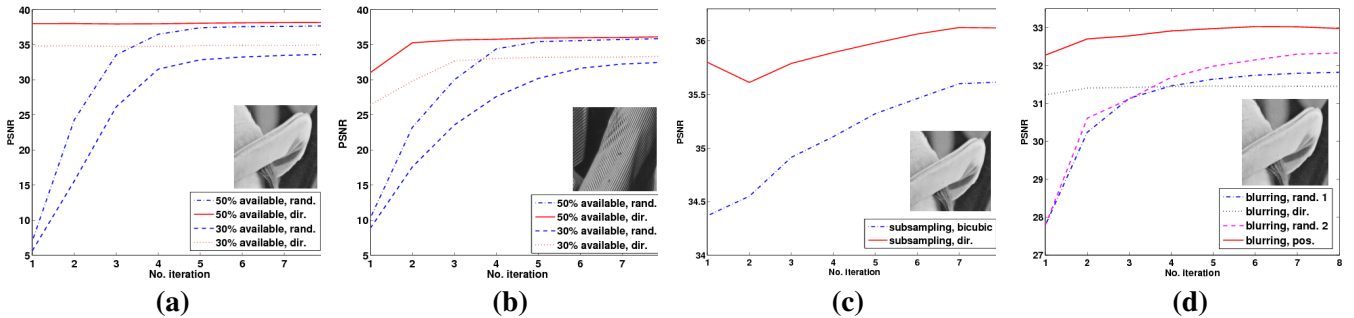 40
35
30
25
20
15
10
5
PSNR
1 2 3 4 5 6 7
No. iteration
50% available, rand.
50% available, dir.
30% available, rand.
30% available, dir.
(a)
40
35
30
25
20
15
10
5
PSNR
1 2 3 4 5 6 7
No. iteration
50% available, rand.
50% available, dir.
30% available, rand.
30% available, dir.
(b)
36
35.5
35
34.5
34
PSNR
1 2 3 4 5 6 7
No. iteration
subsampling, bicubic
subsampling, dir.
(c)
33
32
31
30
29
28
27
PSNR
1 2 3 4 5 6 7 8
No. iteration
blurring, rand. 1
blurring, dir.
blurring, rand. 2
blurring, pos.
(d)